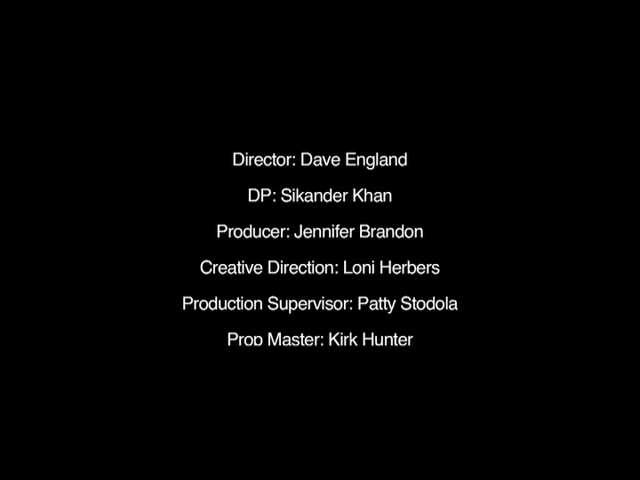 Director: Dave England
DP: Sikander Khan
Producer: Jennifer Brandon
Creative Direction: Loni Herbers
Production Supervisor: Patty Stodola
Prop Master: Kirk Hunter